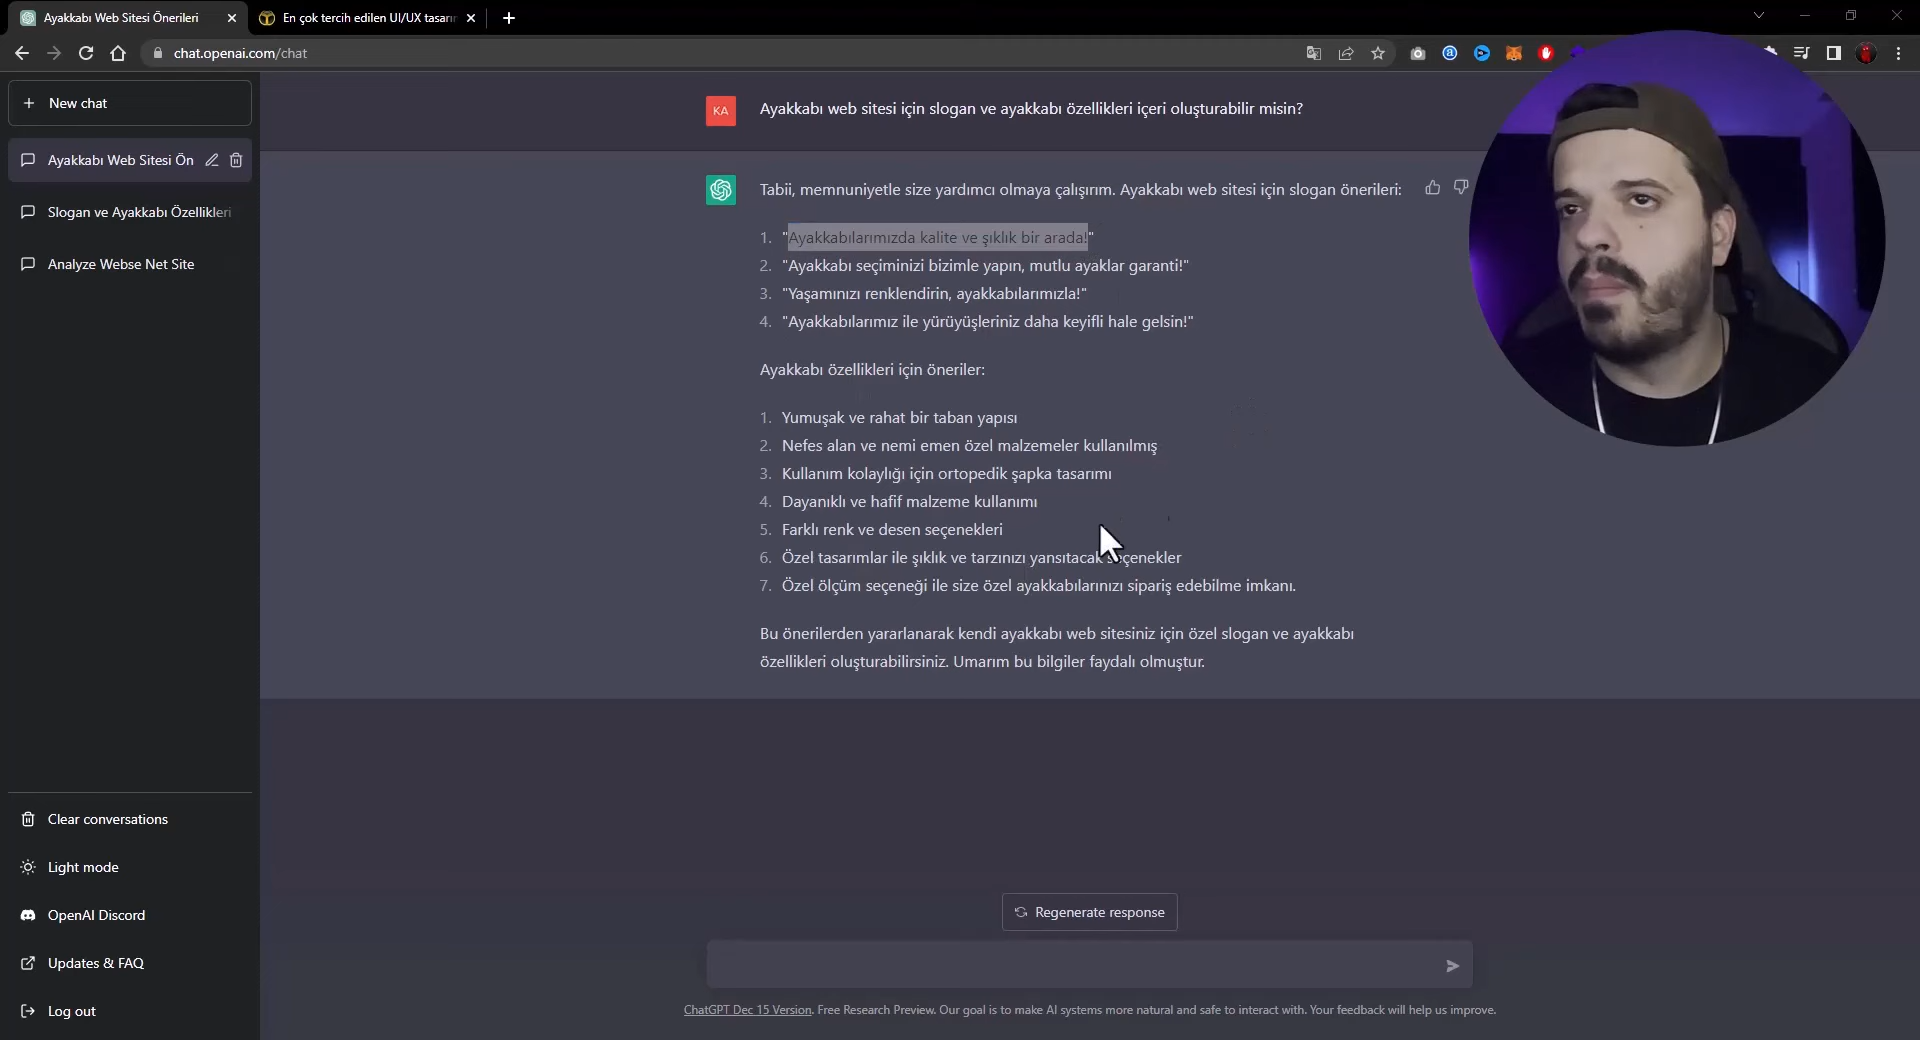 Ayakkabı Web Sitesi Önerileri
En çok tercih edilen UI/UX tasarı
chat.openai.com/chat
New chat
Ayakkabı Web Sitesi Ön
Slogan ve Ayakkabı Özellikleri
Analyze Webse Net Site
Clear conversations
Light mode
OpenAI Discord
Updates & FAQ
Log out
KA
Ayakkabı web sitesi için slogan ve ayakkabı özellikleri içeri oluşturabilir misin?
Tabii, memnuniyetle size yardımcı olmaya çalışırım. Ayakkabı web sitesi için slogan önerileri:
1. "Ayakkabılarımızda kalite ve şıklık bir arada!"
2. "Ayakkabı seçiminizi bizimle yapın, mutlu ayaklar garanti!"
3. "Yaşamınızı renklendirin, ayakkabılarımızla!"
4. "Ayakkabılarımız ile yürüyüşleriniz daha keyifli hale gelsin!"
Ayakkabı özellikleri için öneriler:
1. Yumuşak ve rahat bir taban yapısı
2. Nefes alan ve nemi emen özel malzemeler kullanılmış
3. Kullanım kolaylığı için ortopedik şapka tasarımı
4. Dayanıklı ve hafif malzeme kullanımı
5. Farklı renk ve desen seçenekleri
6. Özel tasarımlar ile şıklık ve tarzınızı yansıtacak seçenekler
7. Özel ölçüm seçeneği ile size özel ayakkabılarınızı sipariş edebilme imkanı.
Bu önerilerden yararlanarak kendi ayakkabı web sitesiniz için özel slogan ve ayakkabı
özellikleri oluşturabilirsiniz. Umarım bu bilgiler faydalı olmuştur.
Regenerate response
ChatGPT Dec 15 Version. Free Research Preview. Our goal is to make AI systems more natural and safe to interact with. Your feedback will help us improve.